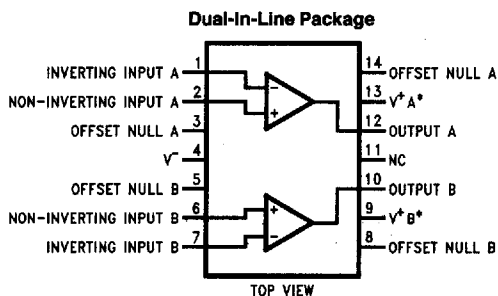 Dual-In-Line Package
INVERTING INPUT A 1
NON-INVERTING INPUT A 2
OFFSET NULL A 3
V⁻ 4
OFFSET NULL B 5
NON-INVERTING INPUT B 6
INVERTING INPUT B 7
−
+
+
−
14 OFFSET NULL A
13 V⁺A*
12 OUTPUT A
11 NC
10 OUTPUT B
9 V⁺B*
8 OFFSET NULL B
TOP VIEW